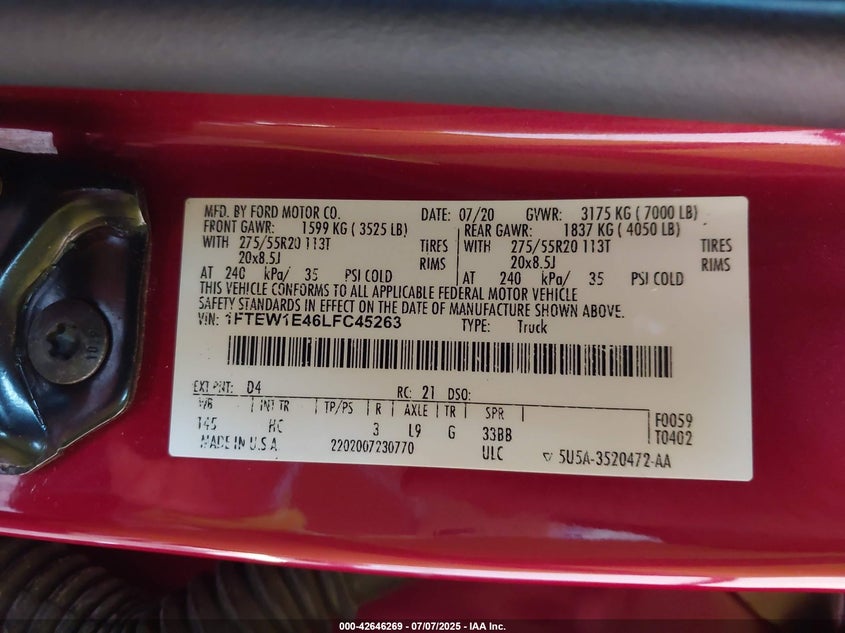 MFD. BY FORD MOTOR CO. DATE: 07/20 GVWR: 3175 KG ( 7000 LB)
FRONT GAWR: 1599 KG ( 3525 LB) REAR GAWR: 1837 KG ( 4050 LB)
WITH 275/55R20 113T TIRES WITH 275/55R20 113T TIRES
20x8.5J RIMS 20x8.5J RIMS
AT 240 kPa/ 35 PSI COLD AT 240 kPa/ 35 PSI COLD
THIS VEHICLE CONFORMS TO ALL APPLICABLE FEDERAL MOTOR VEHICLE
SAFETY STANDARDS IN EFFECT ON THE DATE OF MANUFACTURE SHOWN ABOVE.
VIN: 1FTEW1E46LFC45263 TYPE: Truck
EXT PNT: D4 RC: 21 DSO:
WB INT TR TP/PS R AXLE TR SPR F0059
145 HC 3 L9 G 33BB T0402
MADE IN U.S.A 2202007230770 ULC 5U5A-3520472-AA
000-42646269 - 07/07/2025 - IAA Inc.